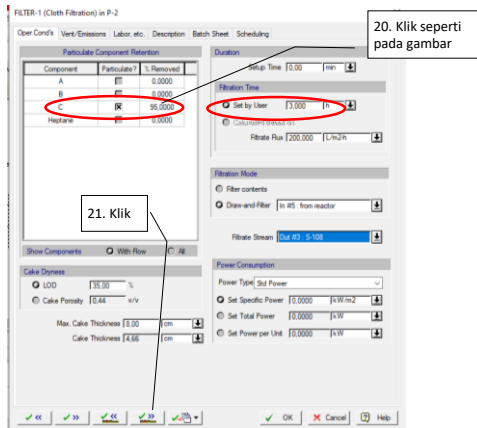 FILTER-1 (Cloth Filtration) in P-2
20. Klik seperti
pada gambar
Oper.Cond's Vent/Emissions Labor, etc. Description Batch Sheet Scheduling
Particulate Component Retention
Component Particulate? % Removed
A 0,0000
B 0,0000
C 95,0000
Heptane 0,0000
Show Components With Flow All
Duration
Setup Time 0,00 min
Filtration Time
Set by User 3,000 h
Filtrate Flux 200,000 L/m2-h
Filtration Mode
Filter contents
Draw-and-Filter In #5 : from reactor
Filtrate Stream Out #3 : S-108
21. Klik
Cake Dryness
LOD 35,00 %
Cake Porosity 0,44 v/v
Max. Cake Thickness 8,00 cm
Cake Thickness 4,66 cm
Power Consumption
Power Type Std Power
Set Specific Power 0,0000 kW/m2
Set Total Power 0,0000 kW
Set Power per Unit 0,0000 kW
OK Cancel Help